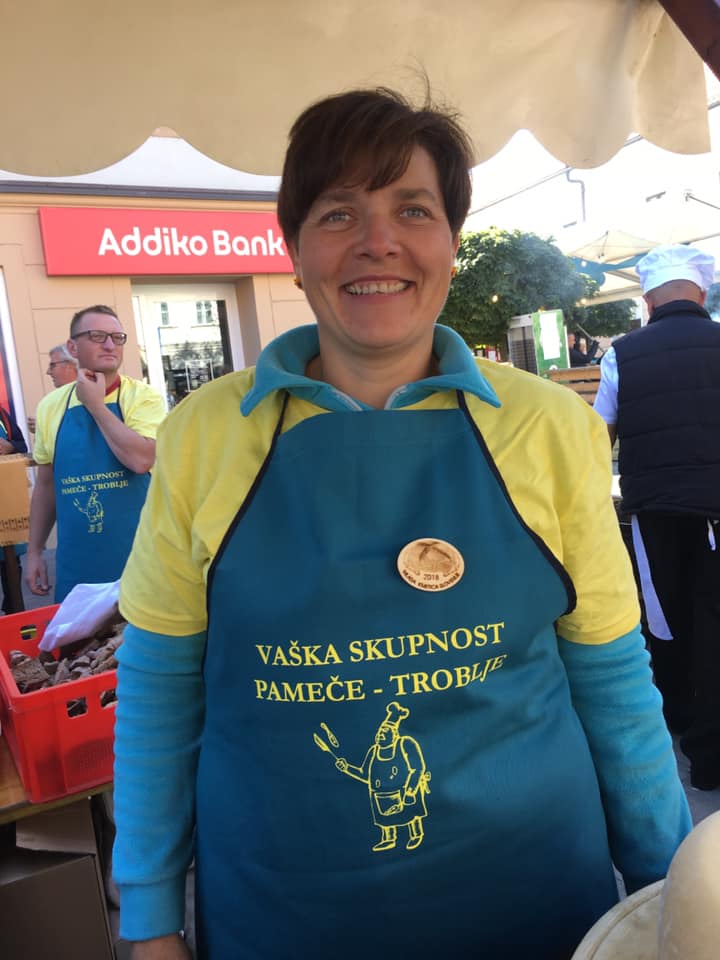 Addiko Bank
VAŠKA SKUPNOST
PAMEČE - TROBLJE
2018
VAŠKA SKUPNOST
PAMEČE - TROBLJE